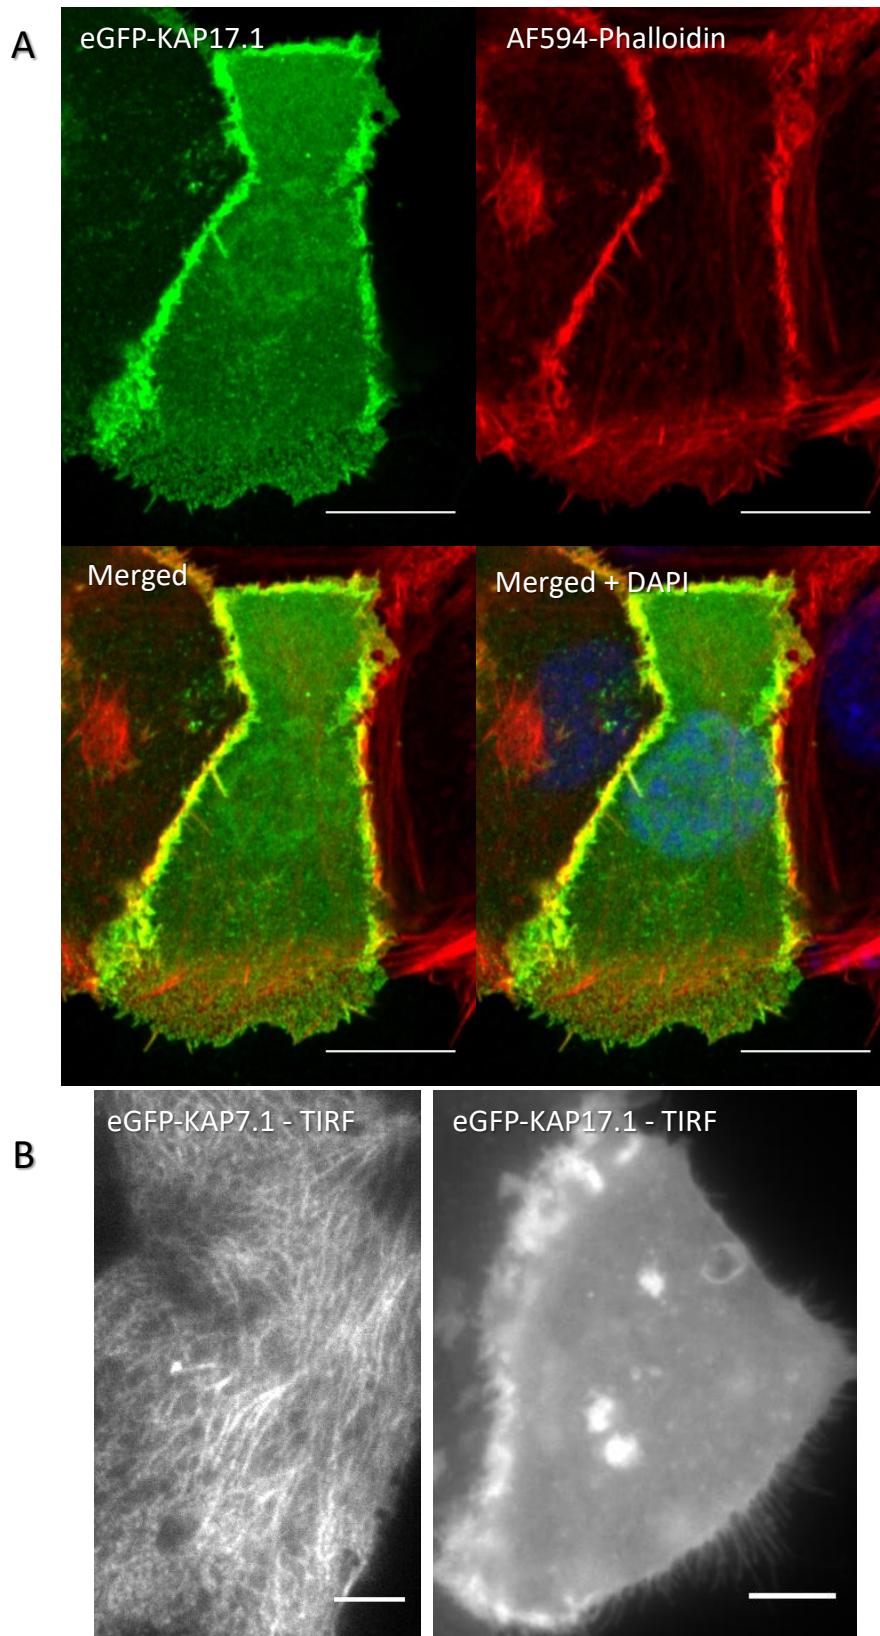 A
eGFP-KAP17.1
AF594-Phalloidin
Merged
Merged + DAPI
B
eGFP-KAP7.1 - TIRF
eGFP-KAP17.1 - TIRF